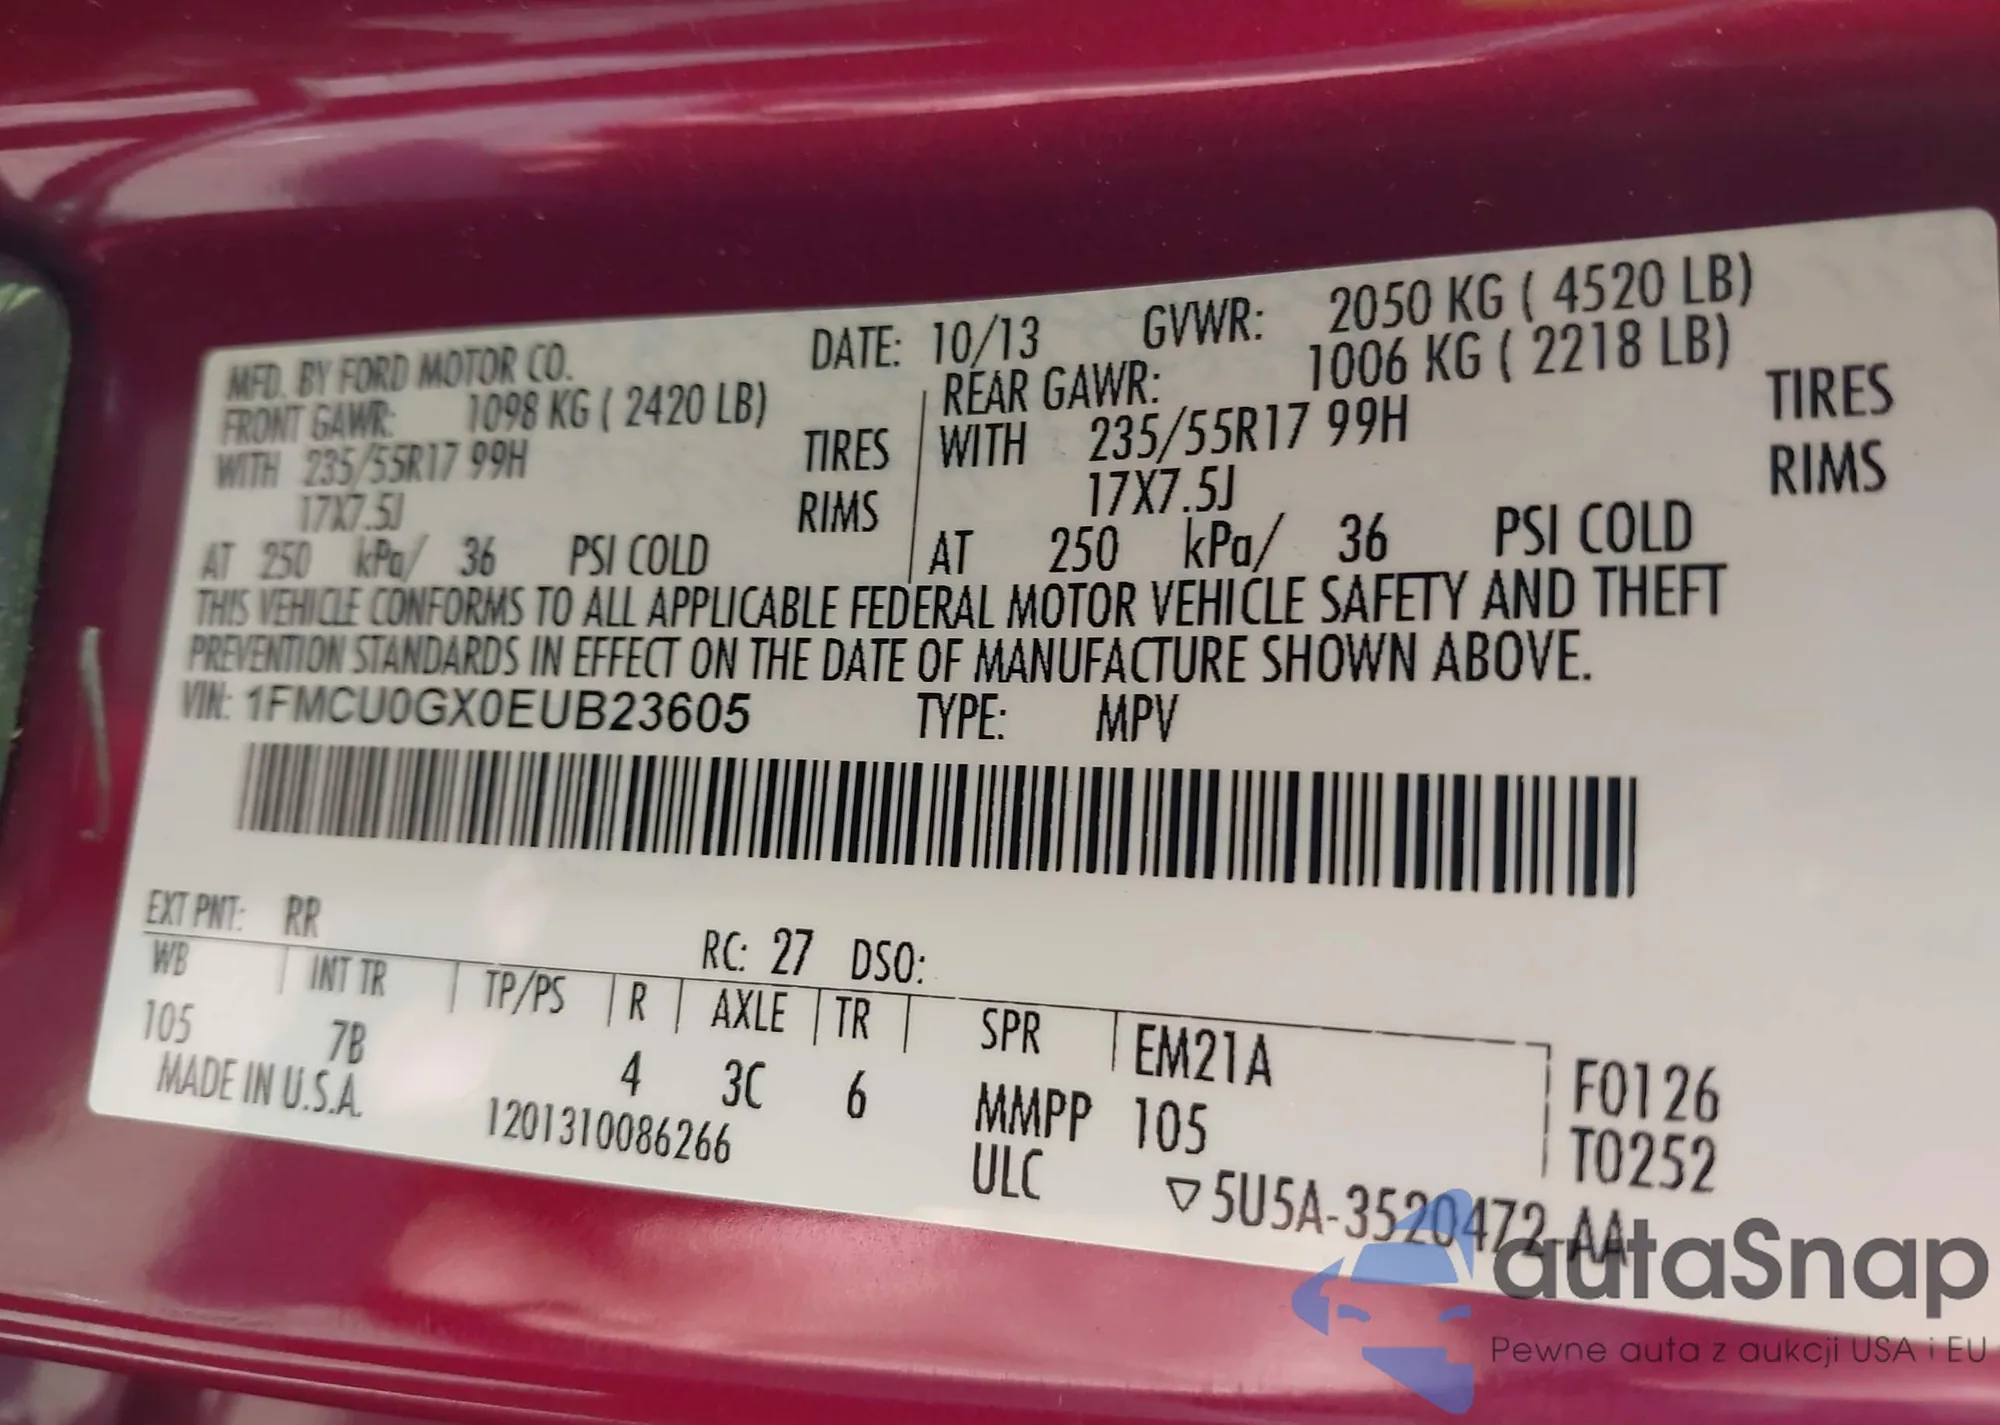 MFD. BY FORD MOTOR CO. DATE: 10/13 GVWR: 2050 KG ( 4520 LB)
FRONT GAWR: 1098 KG ( 2420 LB) REAR GAWR: 1006 KG ( 2218 LB)
WITH 235/55R17 99H TIRES WITH 235/55R17 99H TIRES
17X7.5J RIMS 17X7.5J RIMS
AT 250 kPa/ 36 PSI COLD AT 250 kPa/ 36 PSI COLD
THIS VEHICLE CONFORMS TO ALL APPLICABLE FEDERAL MOTOR VEHICLE SAFETY AND THEFT
PREVENTION STANDARDS IN EFFECT ON THE DATE OF MANUFACTURE SHOWN ABOVE.
VIN: 1FMCU0GX0EUB23605 TYPE: MPV
EXT PNT: RR RC: 27 DSO:
WB INT TR TP/PS R AXLE TR SPR EM21A F0126
105 7B 4 3C 6 MMPP 105 T0252
MADE IN U.S.A. 1201310086266 ULC ▽5U5A-3520472-AA
autaSnap
Pewne auta z aukcji USA i EU